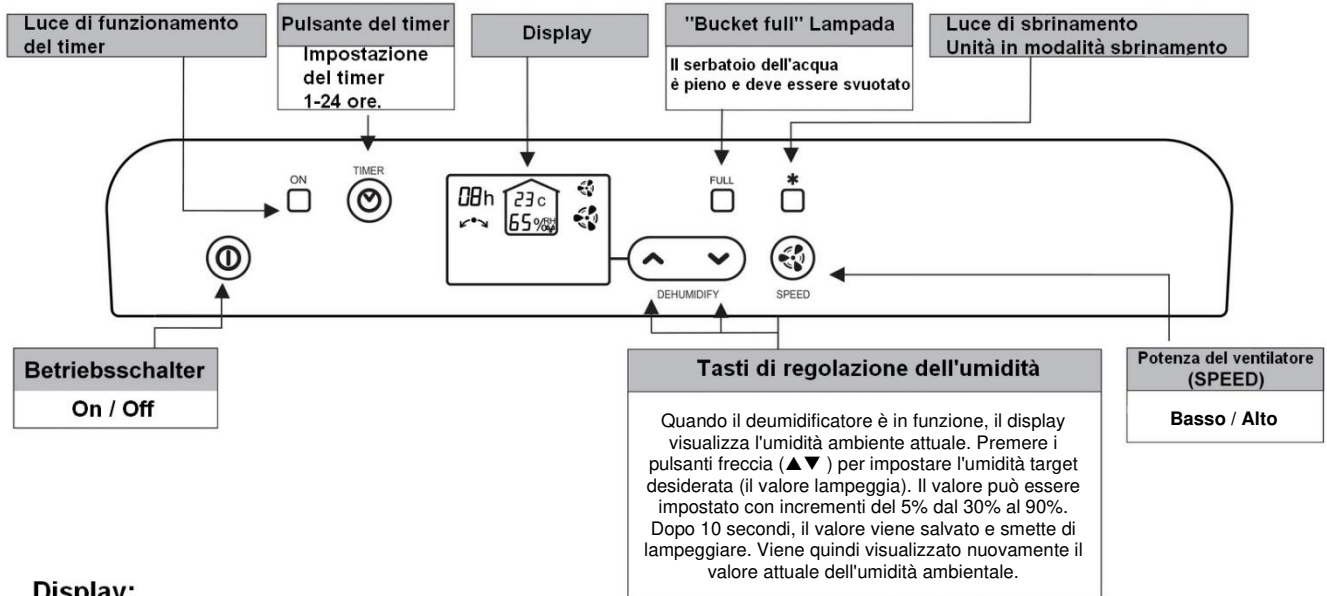 Luce di funzionamento
del timer
Pulsante del timer
Impostazione
del timer
1-24 ore.
Display
"Bucket full" Lampada
Il serbatoio dell'acqua
è pieno e deve essere svuotato
Luce di sbrinamento
Unità in modalità sbrinamento
ON
TIMER
08h
23c
65%RH
FULL
*
DEHUMIDIFY
SPEED
Betriebsschalter
On / Off
Tasti di regolazione dell'umidità
Quando il deumidificatore è in funzione, il display
visualizza l'umidità ambiente attuale. Premere i
pulsanti freccia (▲▼ ) per impostare l'umidità target
desiderata (il valore lampeggia). Il valore può essere
impostato con incrementi del 5% dal 30% al 90%.
Dopo 10 secondi, il valore viene salvato e smette di
lampeggiare. Viene quindi visualizzato nuovamente il
valore attuale dell'umidità ambientale.
Potenza del ventilatore
(SPEED)
Basso / Alto
Display: